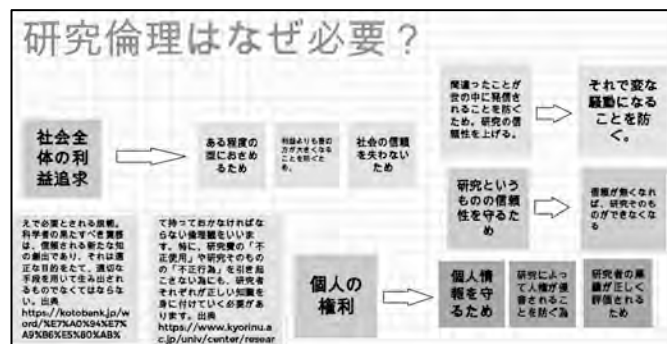 研究倫理はなぜ必要？
間違ったことが
世の中に発信さ
れることを防ぐ
ため。研究の信
頼性を上げる。
それで変な
騒動になる
ことを防
ぐ。
社会全
体の利
益追求
ある程度の
型におさめ
るため
利益よりも害の
方が大きくなる
ことを防ぐた
め。
社会の信頼
を失わない
ため
研究という
ものの信頼
性を守るた
め
信頼が無くなれ
ば、研究そのも
のができなくな
る
えで必要とされる規範。
科学者の果たすべき責務
は、信頼される新たな知
の創出であり、それは適
正な目的をたて、適切な
手段を用いて生み出され
るものでなくてはならな
い。出典
https://kotobank.jp/w
ord/%E7%A0%94%E7%
A9%B6%E5%80%AB%
て持っておかなければな
らない倫理観をいいま
す。特に、研究費の「不
正使用」や研究そのもの
の「不正行為」を引き起
こさない為にも、研究者
それぞれが正しい知識を
身に付けていく必要があ
ります。出典
https://www.kyorinu.a
c.jp/univ/center/resear
個人の
権利
個人情
報を守
るため
研究によっ
て人権が侵
害されるこ
とを防ぐ為
研究者の業
績が正しく
評価される
ため